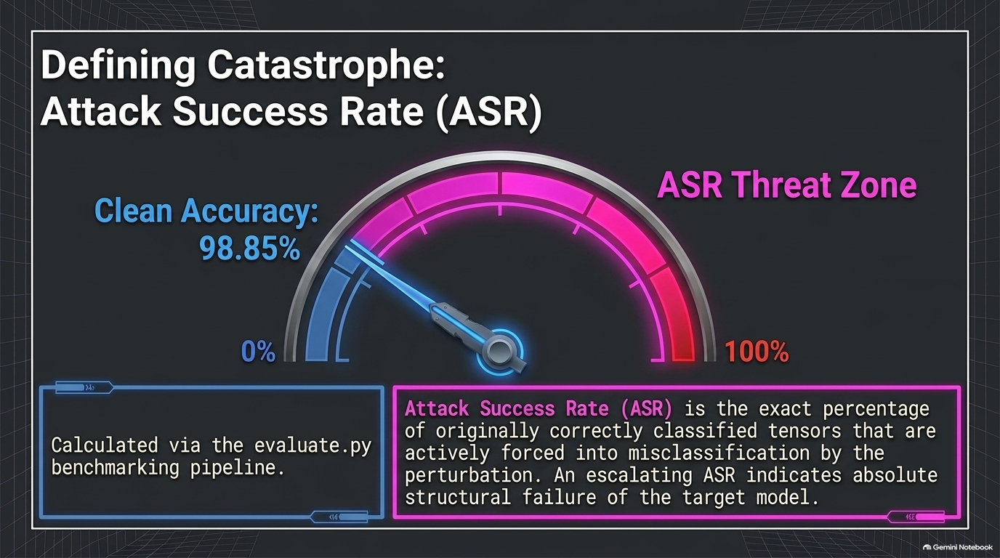 Defining Catastrophe:
Attack Success Rate (ASR)
Clean Accuracy:
98.85%
ASR Threat Zone
0%
100%
Calculated via the evaluate.py
benchmarking pipeline.
Attack Success Rate (ASR) is the exact percentage
of originally correctly classified tensors that are
actively forced into misclassification by the
perturbation. An escalating ASR indicates absolute
structural failure of the target model.
Gemini Notebook